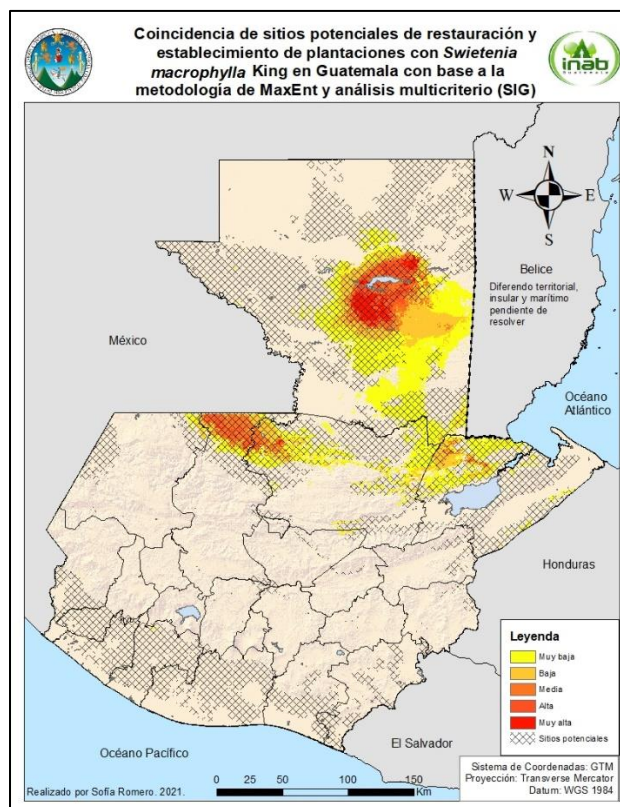 Coincidencia de sitios potenciales de restauración y
establecimiento de plantaciones con Swietenia
macrophylla King en Guatemala con base a la
metodología de MaxEnt y análisis multicriterio (SIG)
inab
Guatemala
N
W E
S
Belice
Diferendo territorial,
insular y marítimo
pendiente de
resolver
México
Océano
Atlántico
Honduras
Leyenda
Muy baja
Baja
Media
Alta
Muy alta
Sitios potenciales
El Salvador
Océano Pacífico
Sistema de Coordenadas: GTM
Proyección: Transverse Mercator
Datum: WGS 1984
0 25 50 100 150
Km
Realizado por Sofía Romero. 2021.